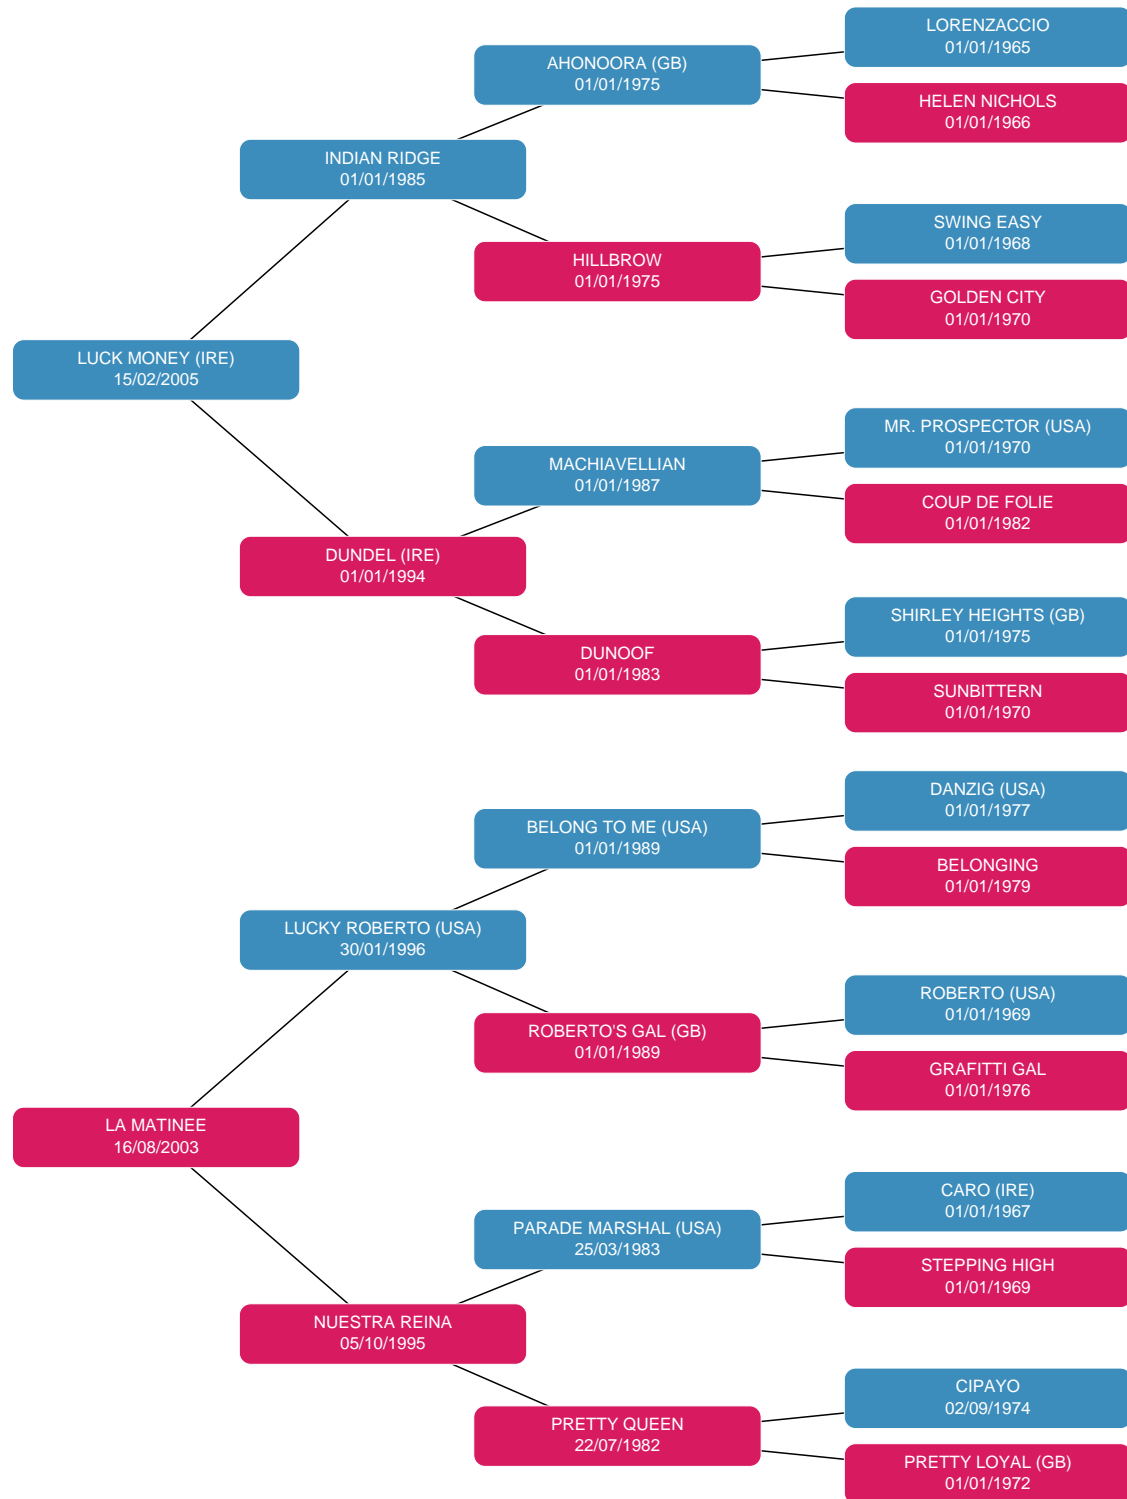 LORENZACCIO
01/01/1965
AHONOORA (GB)
01/01/1975
HELEN NICHOLS
01/01/1966
INDIAN RIDGE
01/01/1985
SWING EASY
01/01/1968
HILLBROW
01/01/1975
GOLDEN CITY
01/01/1970
LUCK MONEY (IRE)
15/02/2005
MR. PROSPECTOR (USA)
01/01/1970
MACHIAVELLIAN
01/01/1987
COUP DE FOLIE
01/01/1982
DUNDEL (IRE)
01/01/1994
SHIRLEY HEIGHTS (GB)
01/01/1975
DUNOOF
01/01/1983
SUNBITTERN
01/01/1970
DANZIG (USA)
01/01/1977
BELONG TO ME (USA)
01/01/1989
BELONGING
01/01/1979
LUCKY ROBERTO (USA)
30/01/1996
ROBERTO (USA)
01/01/1969
ROBERTO'S GAL (GB)
01/01/1989
GRAFITTI GAL
01/01/1976
LA MATINEE
16/08/2003
CARO (IRE)
01/01/1967
PARADE MARSHAL (USA)
25/03/1983
STEPPING HIGH
01/01/1969
NUESTRA REINA
05/10/1995
CIPAYO
02/09/1974
PRETTY QUEEN
22/07/1982
PRETTY LOYAL (GB)
01/01/1972